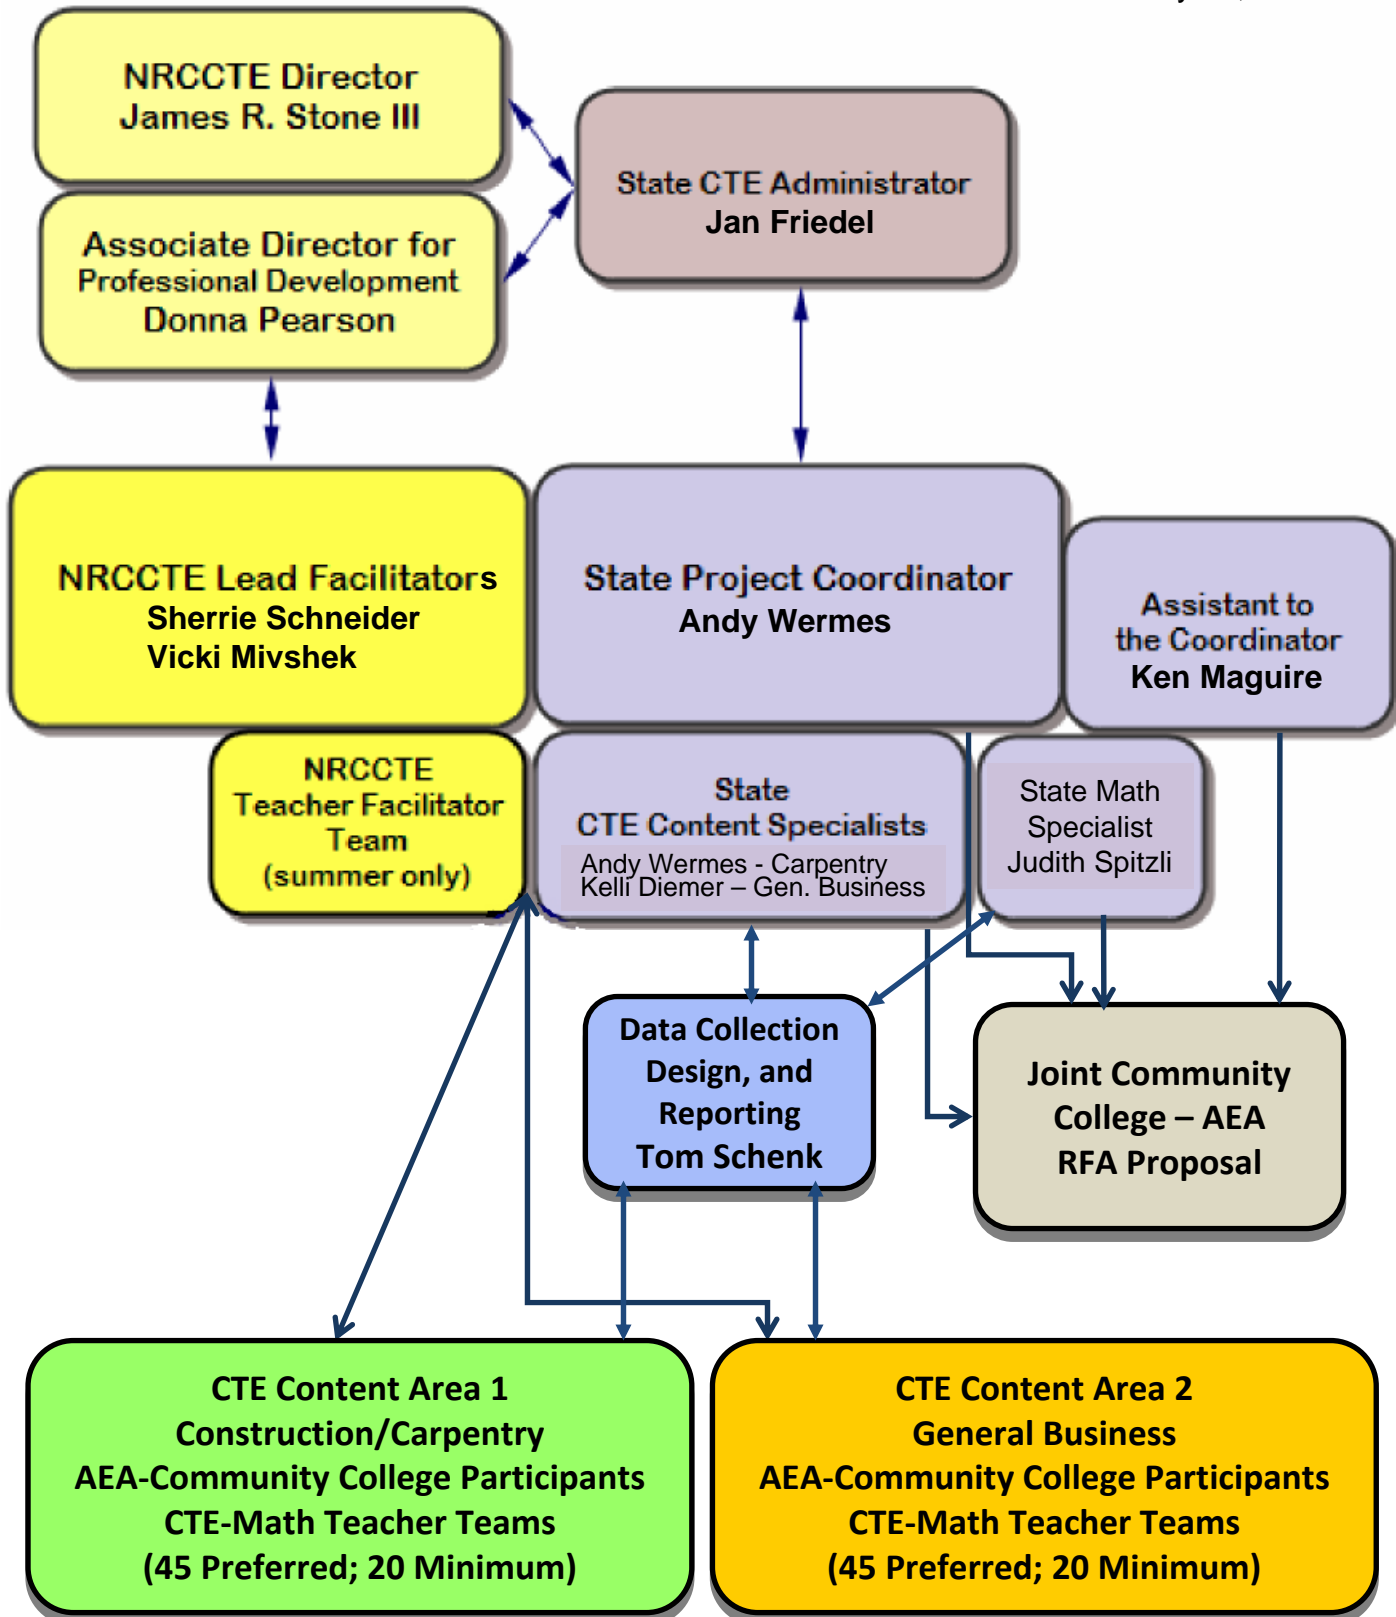 NRCCTE Director
James R. Stone III
State CTE Administrator
Jan Friedel
Associate Director for
Professional Development
Donna Pearson
NRCCTE Lead Facilitators
Sherrie Schneider
Vicki Mivshek
State Project Coordinator
Andy Wermes
Assistant to
the Coordinator
Ken Maguire
NRCCTE
Teacher Facilitator
Team
(summer only)
State
CTE Content Specialists
Andy Wermes - Carpentry
Kelli Diemer – Gen. Business
State Math
Specialist
Judith Spitzli
Data Collection
Design, and
Reporting
Tom Schenk
Joint Community
College – AEA
RFA Proposal
CTE Content Area 1
Construction/Carpentry
AEA-Community College Participants
CTE-Math Teacher Teams
(45 Preferred; 20 Minimum)
CTE Content Area 2
General Business
AEA-Community College Participants
CTE-Math Teacher Teams
(45 Preferred; 20 Minimum)